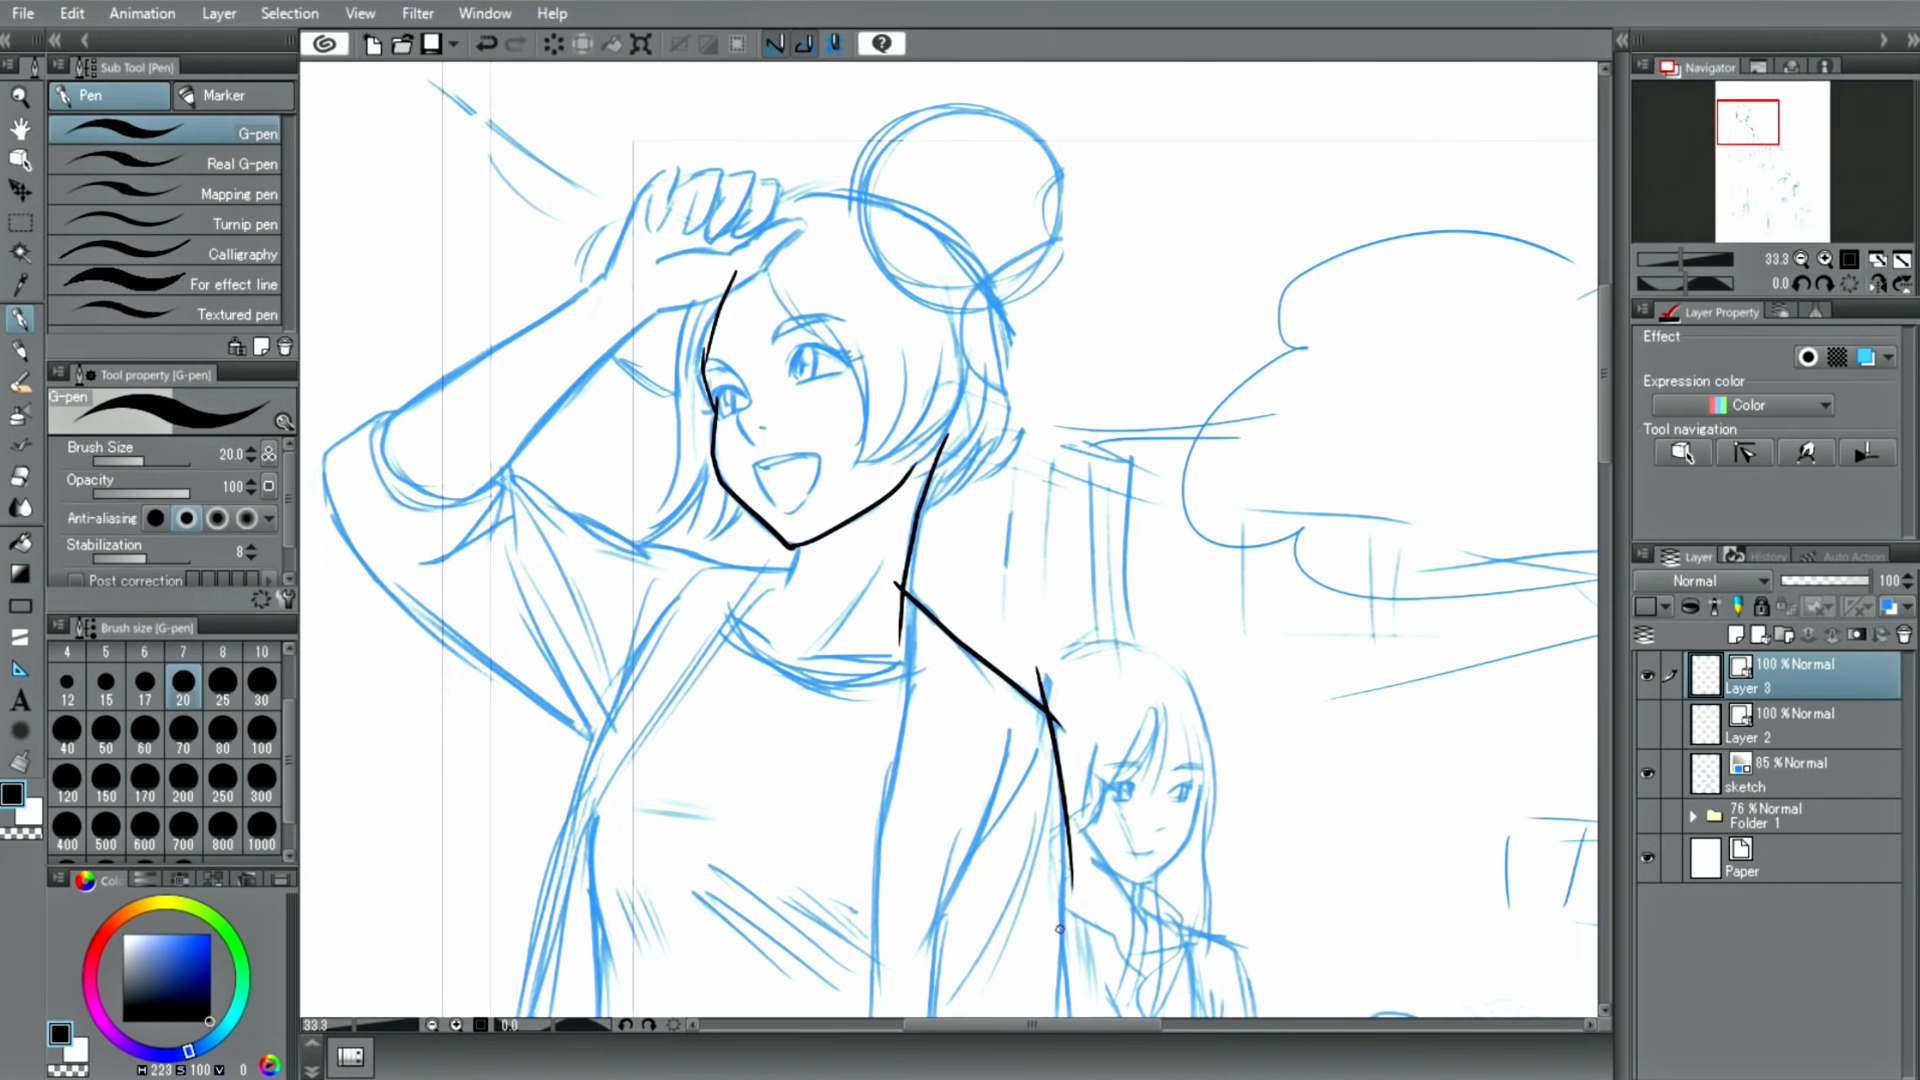 File Edit Animation Layer Selection View Filter Window Help
Sub Tool [Pen]
Pen
Marker
G-pen
Real G-pen
Mapping pen
Turnip pen
Calligraphy
For effect line
Textured pen
Tool property [G-pen]
G-pen
Brush Size 20.0
Opacity 100
Anti-aliasing
Stabilization 8
Post correction
Brush size [G-pen]
4 5 6 7 8 10
12 15 17 20 25 30
40 50 60 70 80 100
120 150 170 200 250 300
400 500 600 700 800 1000
Col
H 223 S 100 V 0
33.3 0.0
Navigator
33.3
0.0
Layer Property
Effect
Expression color
Color
Tool navigation
Layer History Auto Action
Normal 100
100 % Normal
Layer 3
100 % Normal
Layer 2
85 % Normal
sketch
76 % Normal
Folder 1
Paper
A